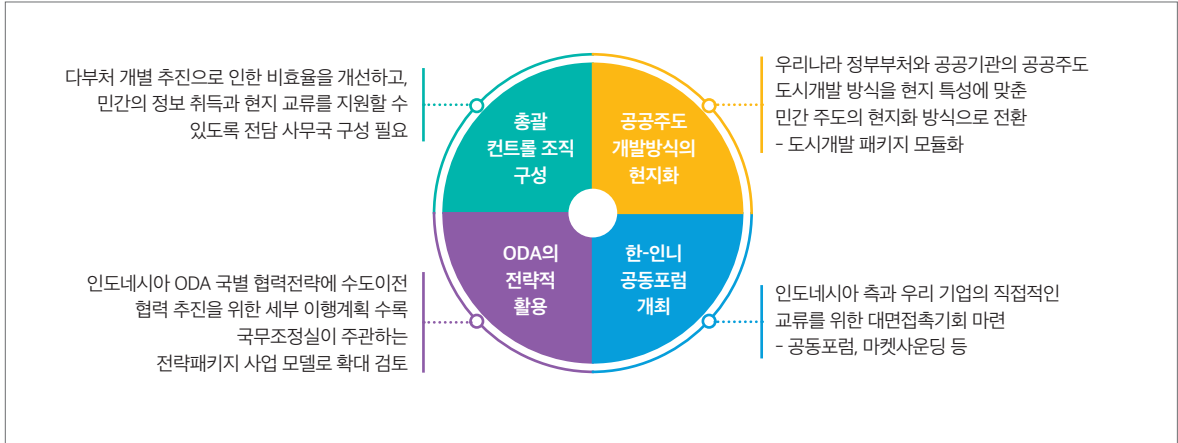 다부처 개별 추진으로 인한 비효율을 개선하고,
민간의 정보 취득과 현지 교류를 지원할 수
있도록 전담 사무국 구성 필요
총괄
컨트롤 조직
구성
공공주도
개발방식의
현지화
우리나라 정부부처와 공공기관의 공공주도
도시개발 방식을 현지 특성에 맞춘
민간 주도의 현지화 방식으로 전환
- 도시개발 패키지 모듈화
인도네시아 ODA 국별 협력전략에 수도이전
협력 추진을 위한 세부 이행계획 수록
국무조정실이 주관하는
전략패키지 사업 모델로 확대 검토
ODA의
전략적
활용
한-인니
공동포럼
개최
인도네시아 측과 우리 기업의 직접적인
교류를 위한 대면접촉기회 마련
- 공동포럼, 마켓사운딩 등